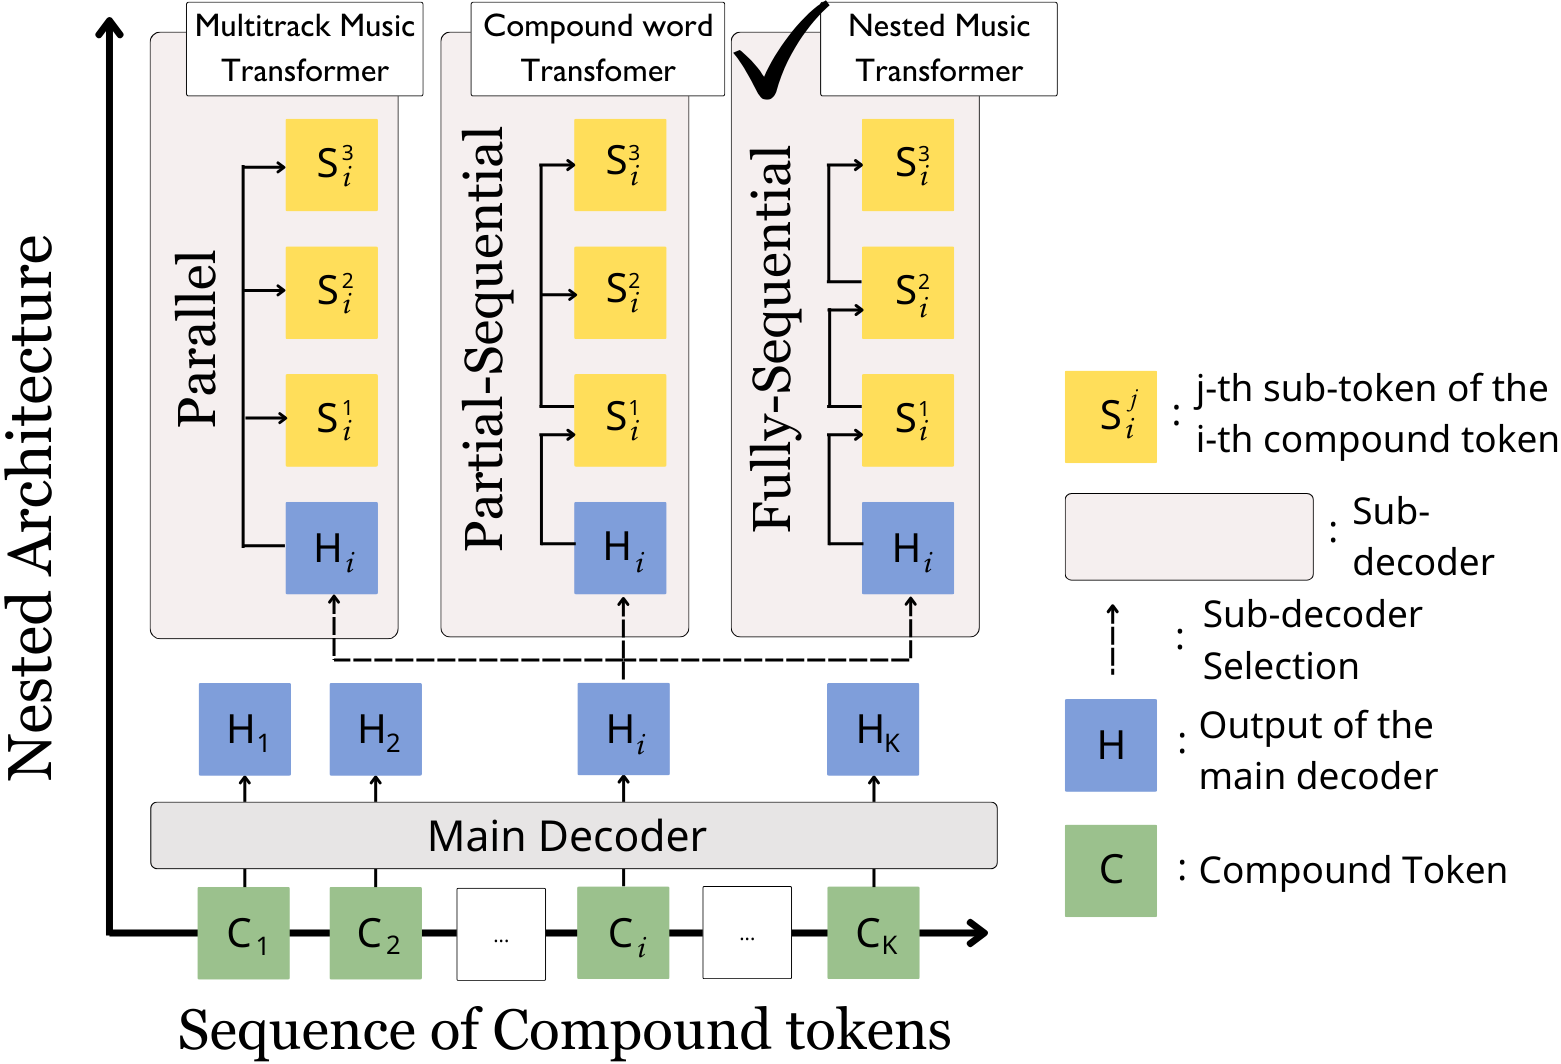 Multitrack Music
Transformer
Compound word
Transfomer
Nested Music
Transformer
Nested Architecture
Parallel
S_i^3
S_i^2
S_i^1
H_i
Partial-Sequential
S_i^3
S_i^2
S_i^1
H_i
Fully-Sequential
S_i^3
S_i^2
S_i^1
H_i
H_1
H_2
H_i
H_K
Main Decoder
C_1
C_2
...
C_i
...
C_K
Sequence of Compound tokens
S_i^j : j-th sub-token of the
i-th compound token
: Sub-
decoder
: Sub-decoder
Selection
H : Output of the
main decoder
C : Compound Token